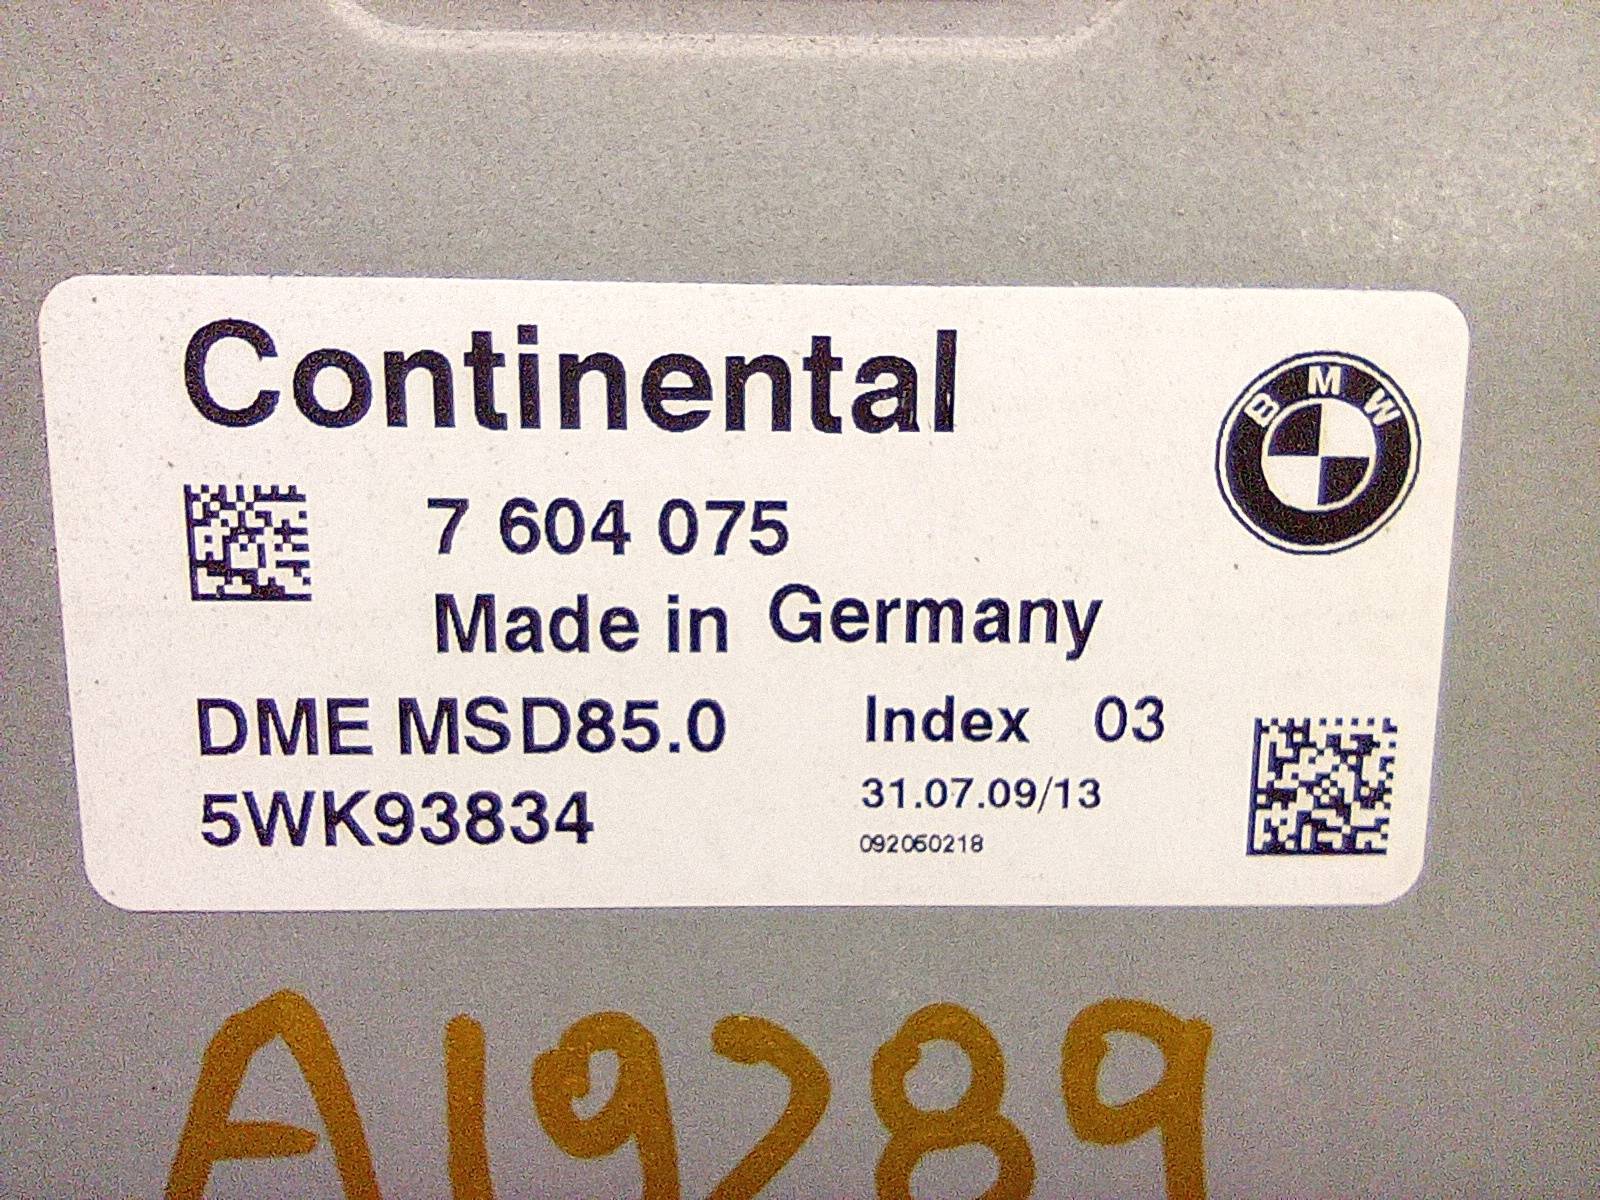 Continental
BMW
7 604 075
Made in Germany
DME MSD85.0 Index 03
5WK93834 31.07.09/13
092060218
A19289